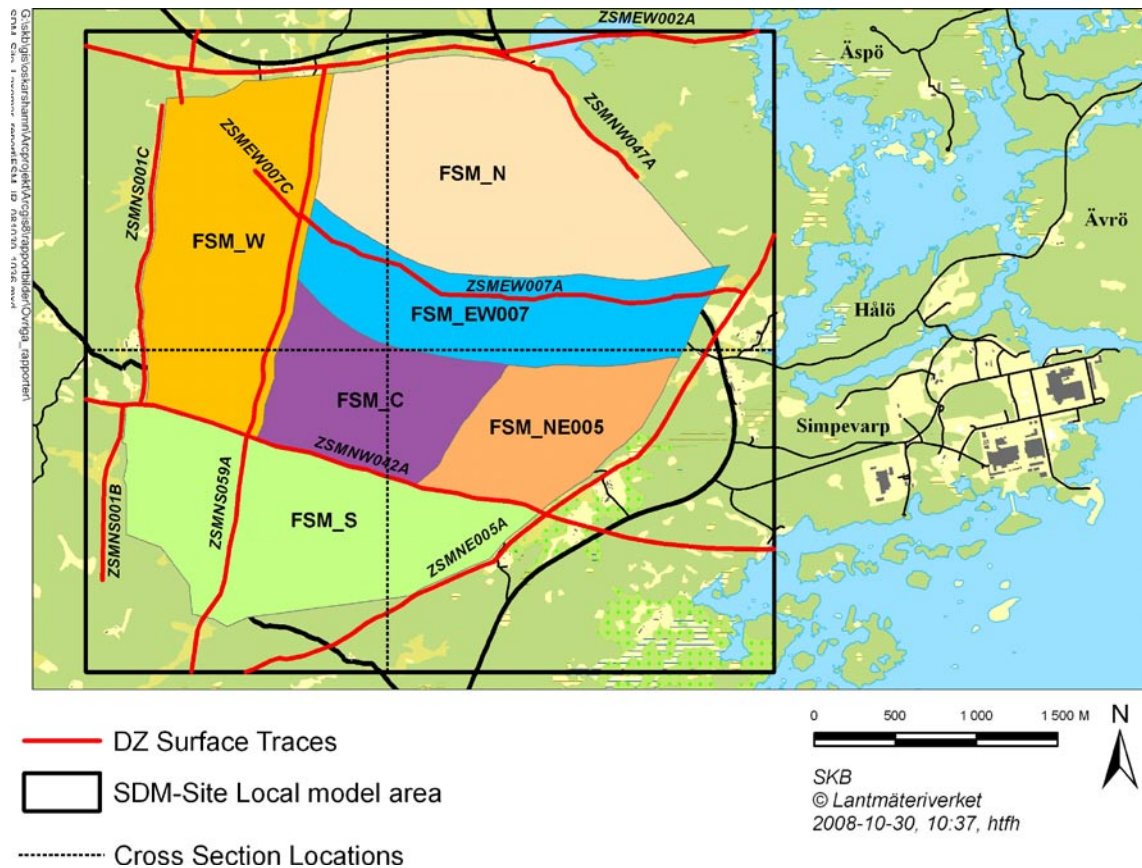 ZSMEW002A
Äspö
ZSMNW047A
ZSMEW007C
FSM_N
ZSMNS001C
Ävrö
FSM_W
ZSMEW007A
FSM_EW007
Hålö
FSM_C
FSM_NE005
Simpevarp
ZSMNW042A
ZSMNS001B
ZSMNS059A
FSM_S
ZSMNE005A
DZ Surface Traces
SDM-Site Local model area
Cross Section Locations
0 500 1 000 1 500 M
N
SKB
© Lantmäteriverket
2008-10-30, 10:37, htfh